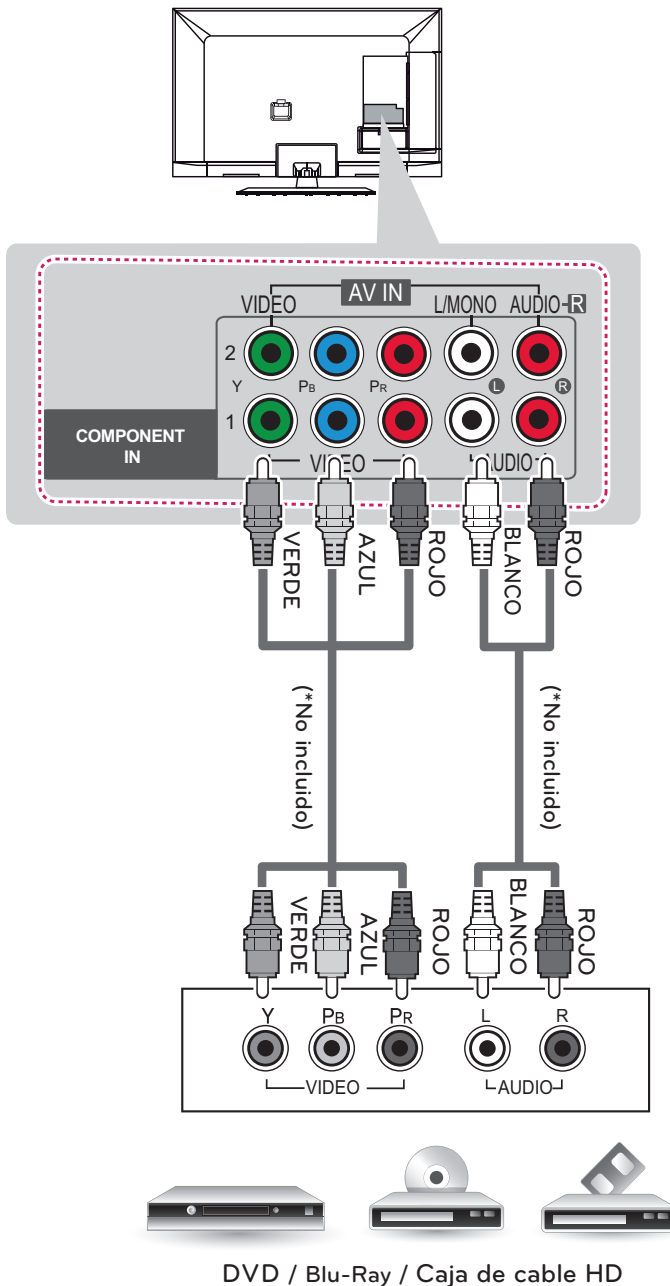 AV IN
VIDEO L/MONO AUDIO R
2
Y PB PR L R
1
COMPONENT
IN
VIDEO AUDIO
VERDE AZUL ROJO BLANCO ROJO
(*No incluido) (*No incluido)
VERDE AZUL ROJO BLANCO ROJO
Y PB PR L R
VIDEO AUDIO
DVD / Blu-Ray / Caja de cable HD